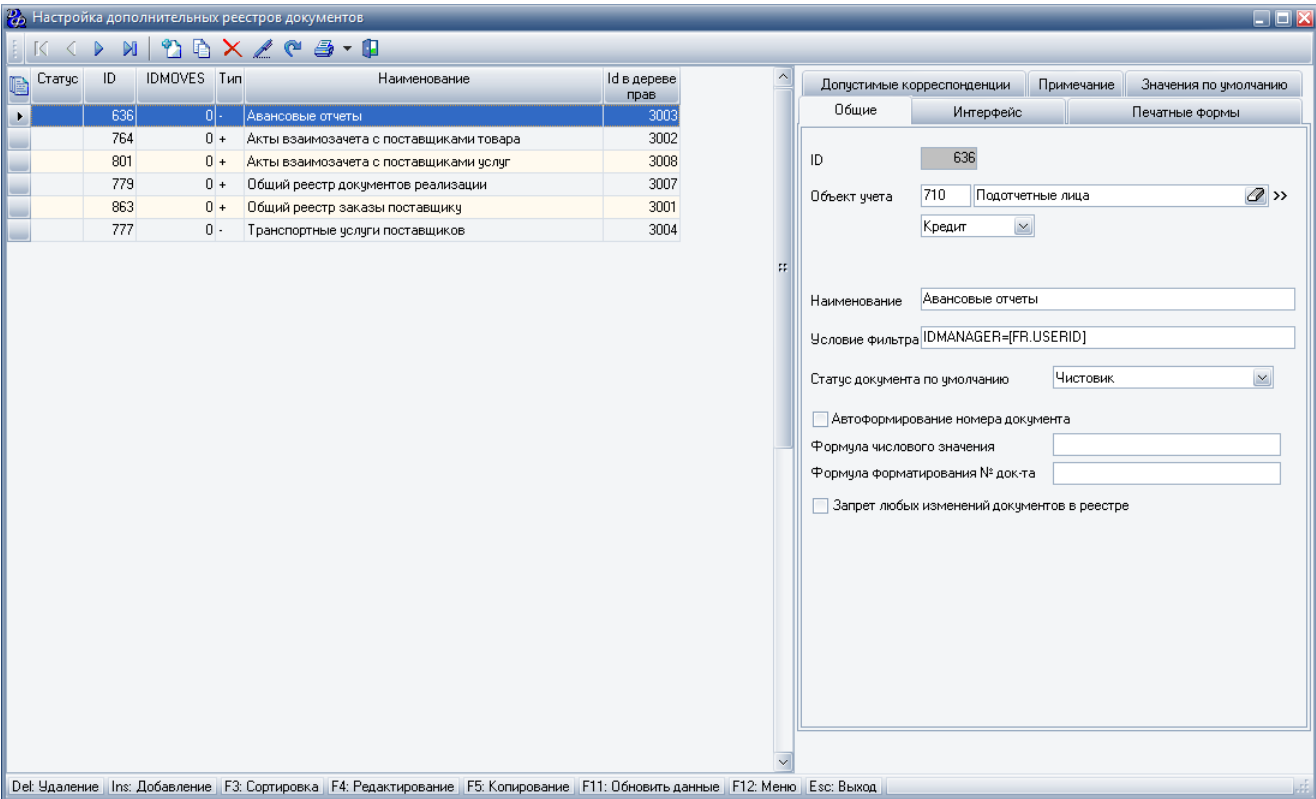 Настройка дополнительных реестров документов
Статус ID IDMOVES Тип Наименование Id в дереве прав
636 0 - Авансовые отчеты 3003
764 0 + Акты взаимозачета с поставщиками товара 3002
801 0 + Акты взаимозачета с поставщиками услуг 3008
779 0 + Общий реестр документов реализации 3007
863 0 + Общий реестр заказы поставщику 3001
777 0 - Транспортные услуги поставщиков 3004
Допустимые корреспонденции Примечание Значения по умолчанию
Общие Интерфейс Печатные формы
ID 636
Объект учета 710 Подотчетные лица >>
Кредит
Наименование Авансовые отчеты
Условие фильтра IDMANAGER=[FR.USERID]
Статус документа по умолчанию Чистовик
Автоформирование номера документа
Формула числового значения
Формула форматирования № док-та
Запрет любых изменений документов в реестре
Del: Удаление Ins: Добавление F3: Сортировка F4: Редактирование F5: Копирование F11: Обновить данные F12: Меню Esc: Выход